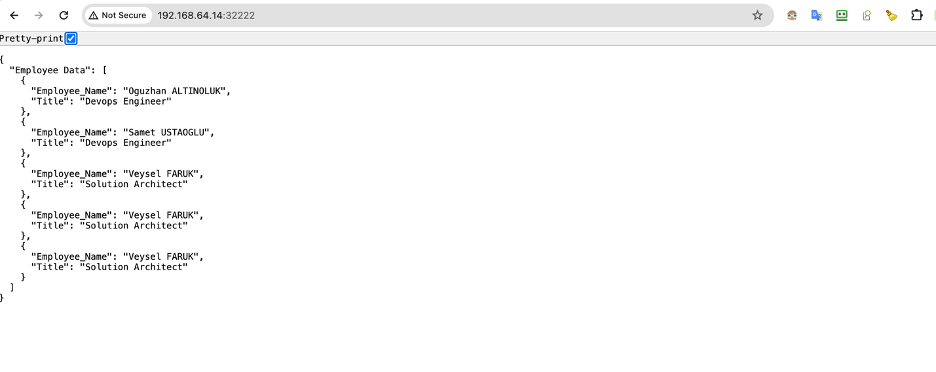 Not Secure 192.168.64.14:32222
Pretty-print
{
  "Employee Data": [
    {
      "Employee_Name": "Oguzhan ALTINOLUK",
      "Title": "Devops Engineer"
    },
    {
      "Employee_Name": "Samet USTAOGLU",
      "Title": "Devops Engineer"
    },
    {
      "Employee_Name": "Veysel FARUK",
      "Title": "Solution Architect"
    },
    {
      "Employee_Name": "Veysel FARUK",
      "Title": "Solution Architect"
    },
    {
      "Employee_Name": "Veysel FARUK",
      "Title": "Solution Architect"
    }
  ]
}